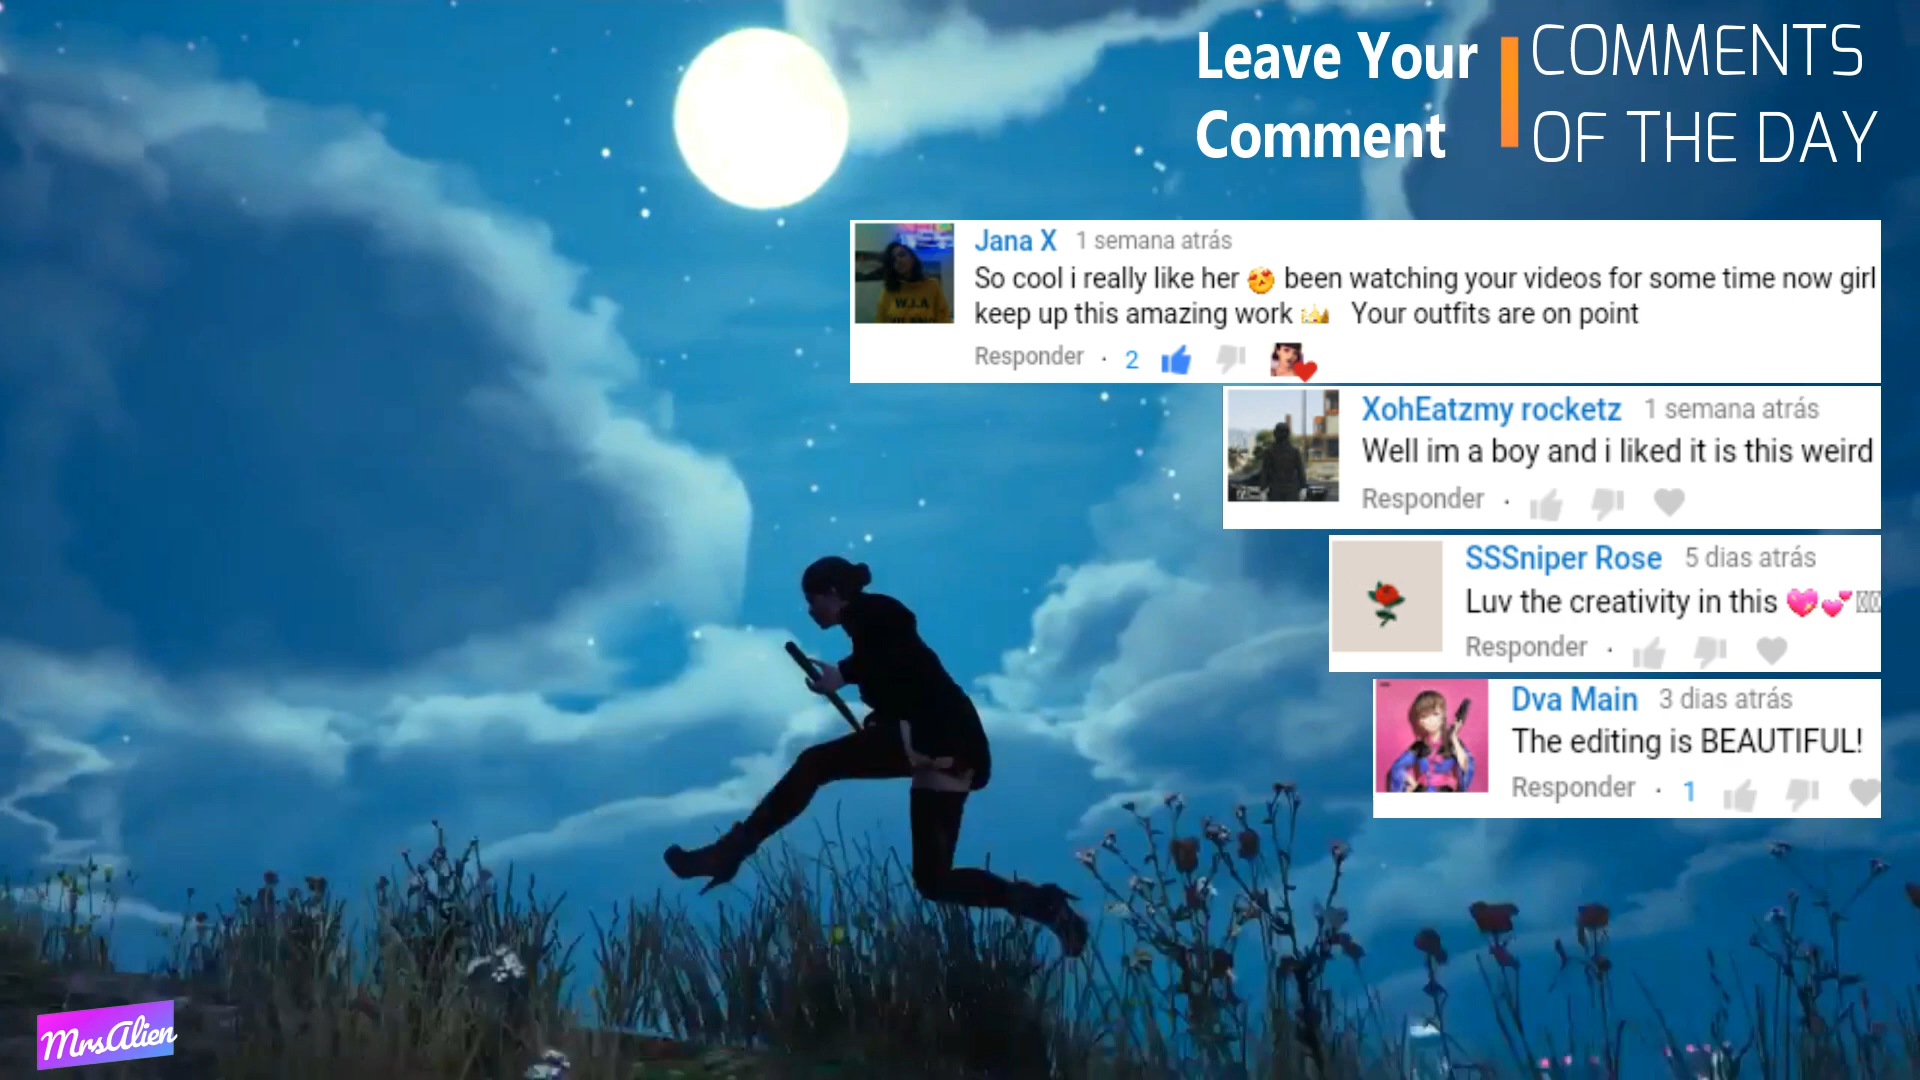 Leave Your
Comment
COMMENTS
OF THE DAY
Jana X 1 semana atrás
So cool i really like her 😍 been watching your videos for some time now girl
keep up this amazing work 👑 Your outfits are on point
Responder · 2
XohEatzmy rocketz 1 semana atrás
Well im a boy and i liked it is this weird
Responder ·
SSSniper Rose 5 dias atrás
Luv the creativity in this 💖💕
Responder ·
Dva Main 3 dias atrás
The editing is BEAUTIFUL!
Responder · 1
W.I.A
MrsAlien